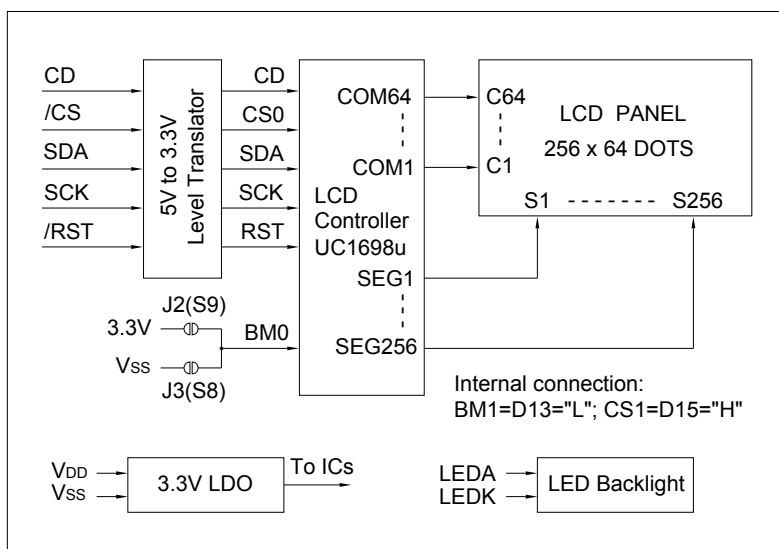 CD
/CS
SDA
SCK
/RST
5V to 3.3V
Level Translator
CD
CS0
SDA
SCK
RST
LCD
Controller
UC1698u
COM64
COM1
SEG1
SEG256
C64
C1
LCD PANEL
256 x 64 DOTS
S1 ------- S256
J2(S9)
3.3V
VSS
J3(S8)
BM0
Internal connection:
BM1=D13="L"; CS1=D15="H"
VDD
VSS
3.3V LDO
To ICs
LEDA
LEDK
LED Backlight